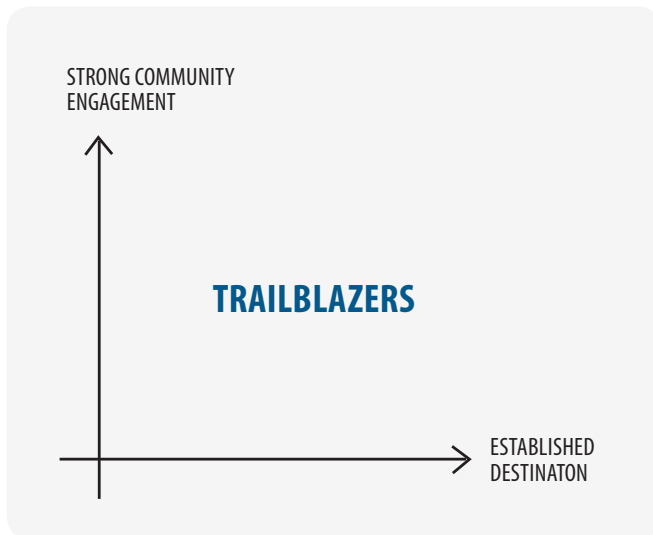 STRONG COMMUNITY
ENGAGEMENT
TRAILBLAZERS
ESTABLISHED
DESTINATON